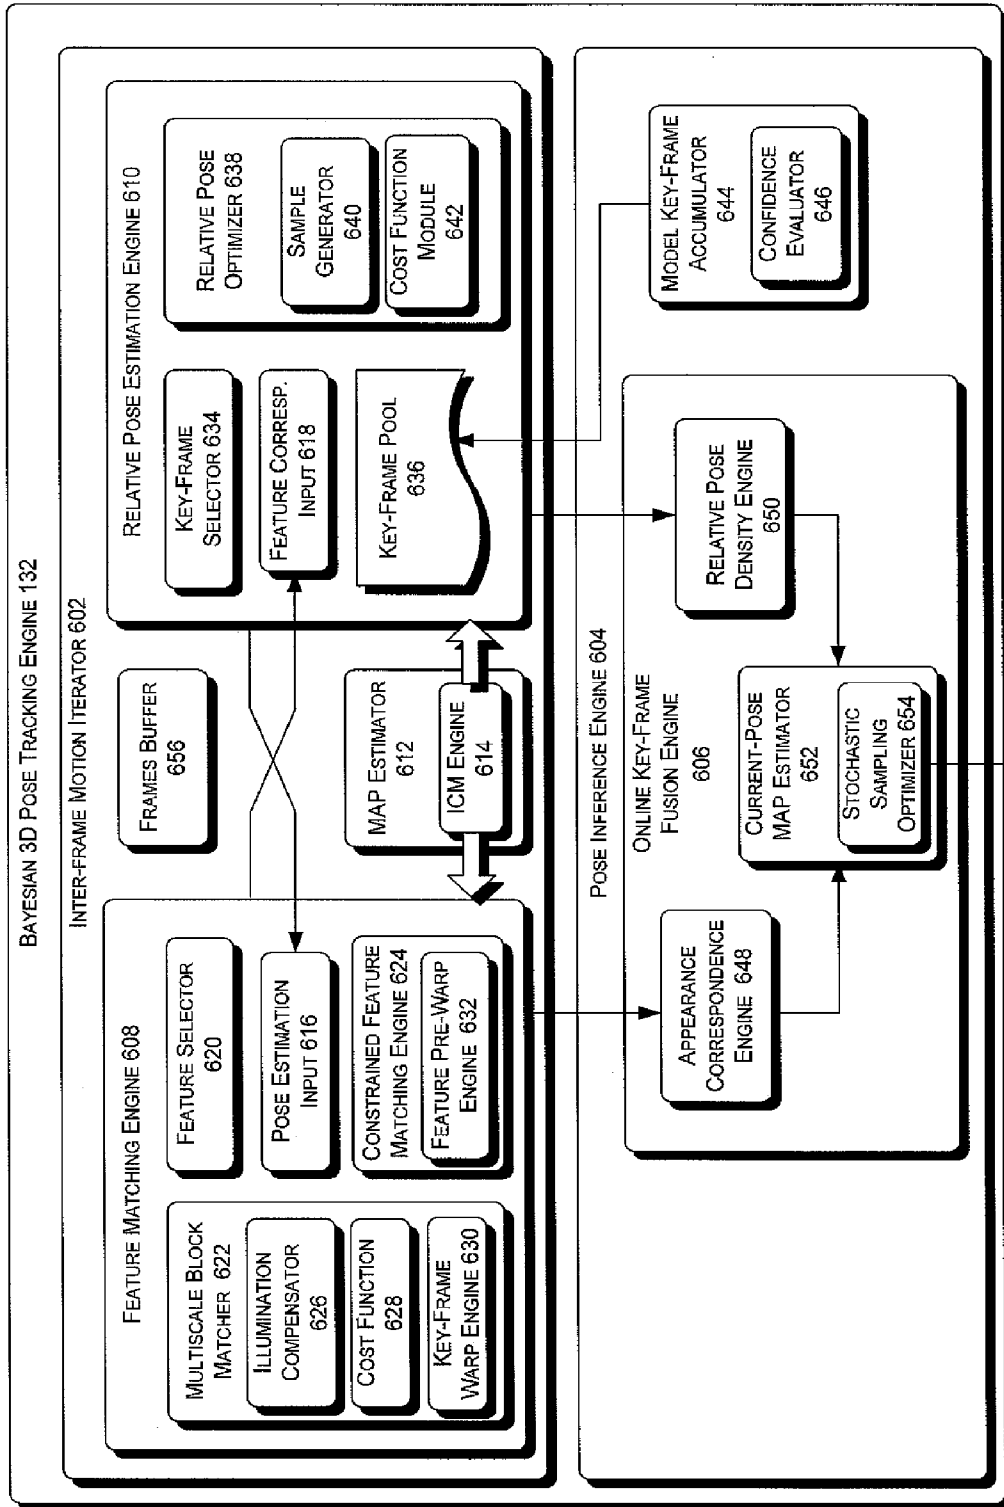 BAYESIAN 3D POSE TRACKING ENGINE 132
INTER-FRAME MOTION ITERATOR 602
FEATURE MATCHING ENGINE 608
MULTISCALE BLOCK
MATCHER 622
ILLUMINATION
COMPENSATOR
626
COST FUNCTION
628
KEY-FRAME
WARP ENGINE 630
FEATURE SELECTOR
620
POSE ESTIMATION
INPUT 616
CONSTRAINED FEATURE
MATCHING ENGINE 624
FEATURE PRE-WARP
ENGINE 632
FRAMES BUFFER
656
MAP ESTIMATOR
612
ICM ENGINE
614
RELATIVE POSE ESTIMATION ENGINE 610
KEY-FRAME
SELECTOR 634
FEATURE CORRESP.
INPUT 618
KEY-FRAME POOL
636
RELATIVE POSE
OPTIMIZER 638
SAMPLE
GENERATOR
640
COST FUNCTION
MODULE
642
POSE INFERENCE ENGINE 604
ONLINE KEY-FRAME
FUSION ENGINE
606
APPEARANCE
CORRESPONDENCE
ENGINE 648
CURRENT-POSE
MAP ESTIMATOR
652
STOCHASTIC
SAMPLING
OPTIMIZER 654
RELATIVE POSE
DENSITY ENGINE
650
MODEL KEY-FRAME
ACCUMULATOR
644
CONFIDENCE
EVALUATOR
646